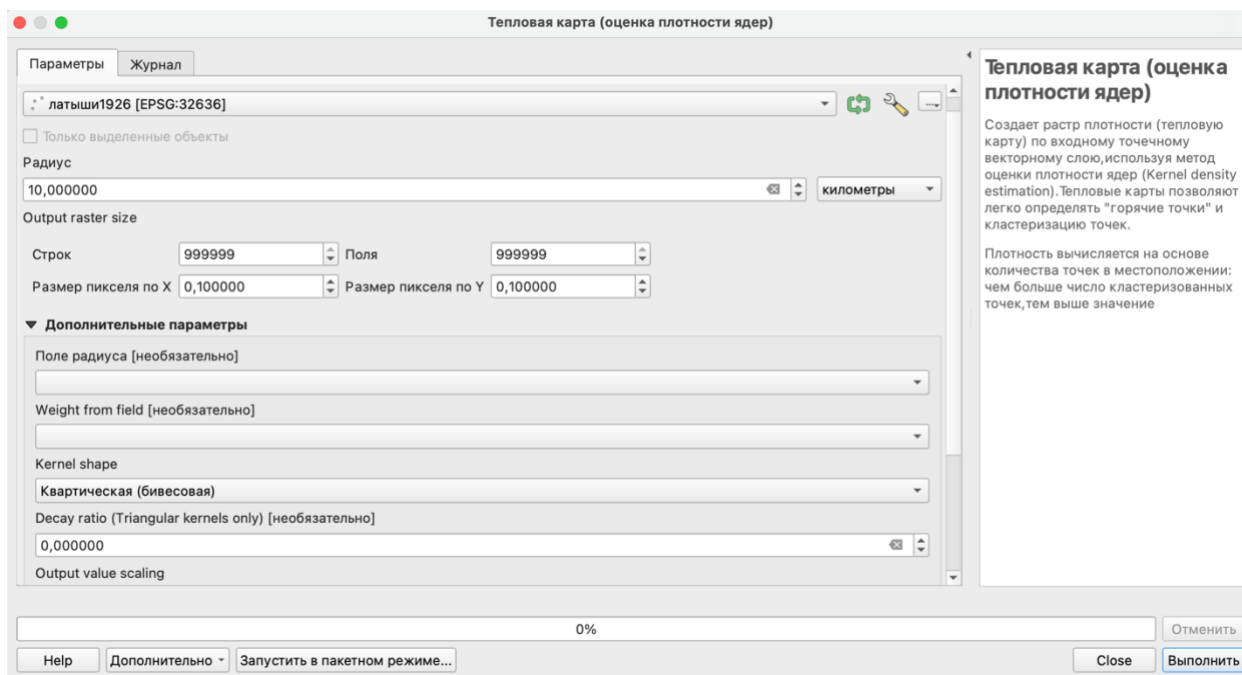 Тепловая карта (оценка плотности ядер)
Параметры
Журнал
латыши1926 [EPSG:32636]
Только выделенные объекты
Радиус
10,000000
километры
Output raster size
Строк
999999
Поля
999999
Размер пикселя по X
0,100000
Размер пикселя по Y
0,100000
Дополнительные параметры
Поле радиуса [необязательно]
Weight from field [необязательно]
Kernel shape
Квартическая (бивесовая)
Decay ratio (Triangular kernels only) [необязательно]
0,000000
Output value scaling
Тепловая карта (оценка
плотности ядер)
Создает растр плотности (тепловую
карту) по входному точечному
векторному слою,используя метод
оценки плотности ядер (Kernel density
estimation).Тепловые карты позволяют
легко определять "горячие точки" и
кластеризацию точек.
Плотность вычисляется на основе
количества точек в местоположении:
чем больше число кластеризованных
точек,тем выше значение
0%
Отменить
Help
Дополнительно
Запустить в пакетном режиме...
Close
Выполнить